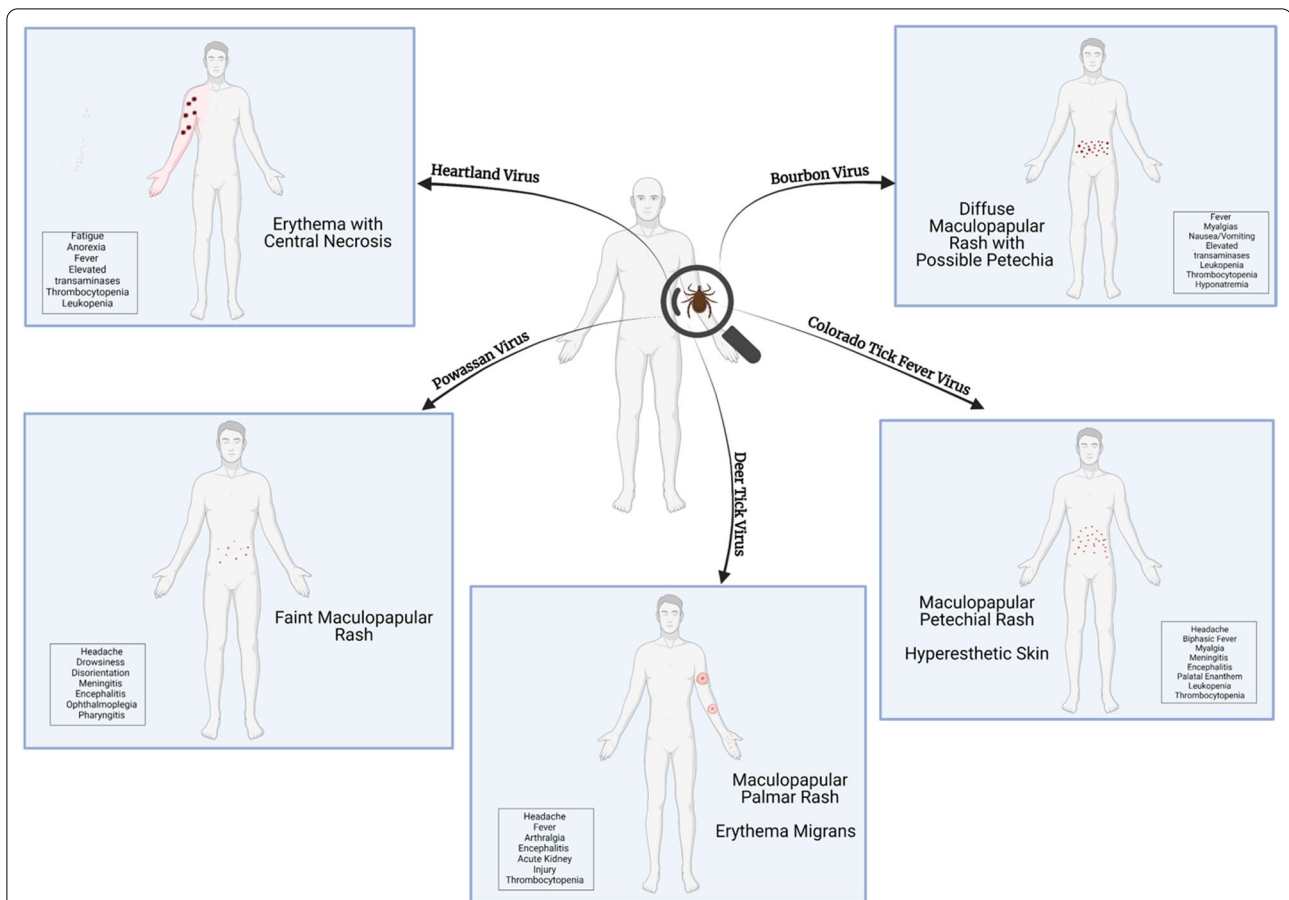 Heartland Virus
Erythema with
Central Necrosis
Fatigue
Anorexia
Fever
Elevated
transaminases
Thrombocytopenia
Leukopenia
Bourbon Virus
Diffuse
Maculopapular
Rash with
Possible Petechia
Fever
Myalgias
Nausea/Vomiting
Elevated
transaminases
Leukopenia
Thrombocytopenia
Hyponatremia
Powassan Virus
Faint Maculopapular
Rash
Headache
Drowsiness
Disorientation
Meningitis
Encephalitis
Ophthalmoplegia
Pharyngitis
Colorado Tick Fever Virus
Maculopapular
Petechial Rash
Hyperesthetic Skin
Headache
Biphasic Fever
Myalgia
Meningitis
Encephalitis
Palatal Enanthem
Leukopenia
Thrombocytopenia
Deer Tick Virus
Maculopapular
Palmar Rash
Erythema Migrans
Headache
Fever
Arthralgia
Encephalitis
Acute Kidney
Injury
Thrombocytopenia